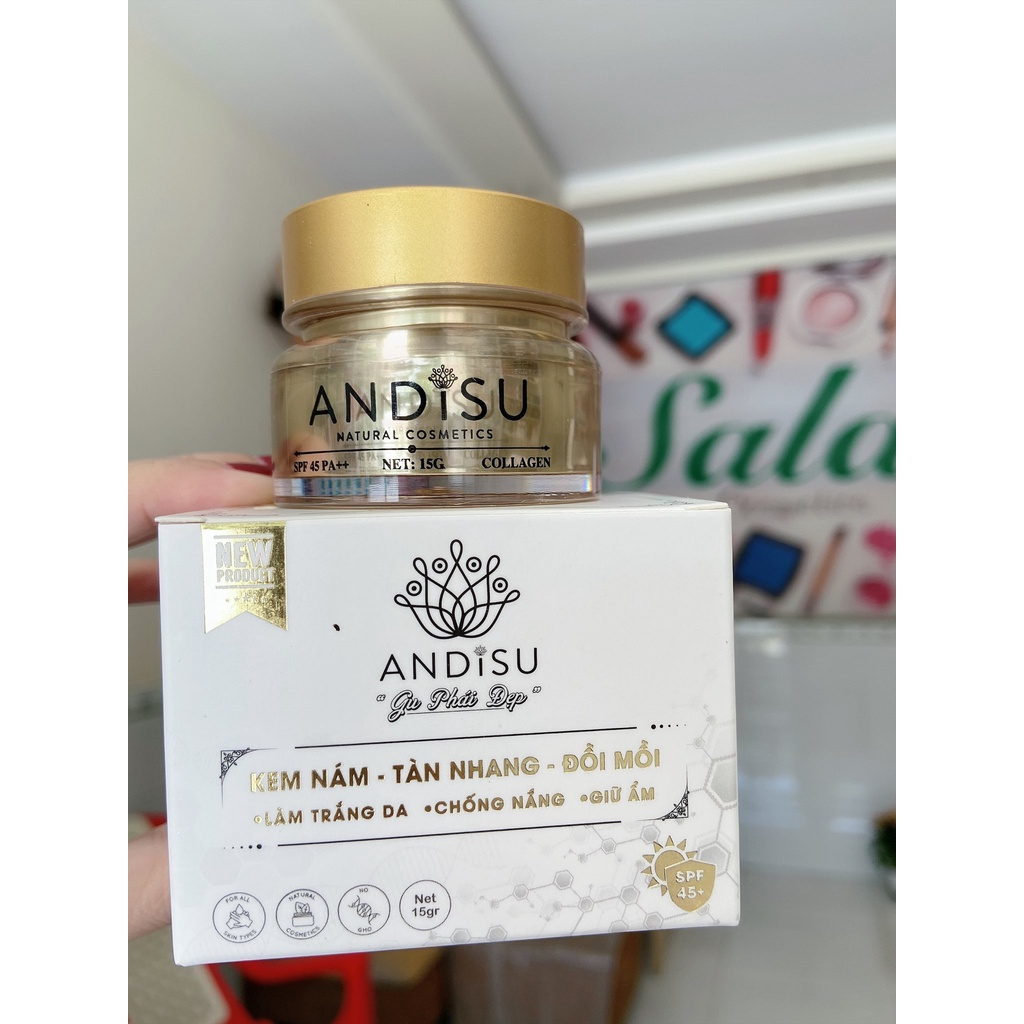 ANDiSU
NATURAL COSMETICS
SPF 45 PA++ NET: 15G COLLAGEN
Sala
NEW
PRODUCT
ANDiSU
"Gu Phái Đẹp"
KEM NÁM - TÀN NHANG - ĐỒI MỒI
•LÀM TRẮNG DA •CHỐNG NẮNG •GIỮ ẨM
SPF
45+
FOR ALL
SKIN TYPES
NATURAL
COSMETICS
NO
GHO
Net
15gr